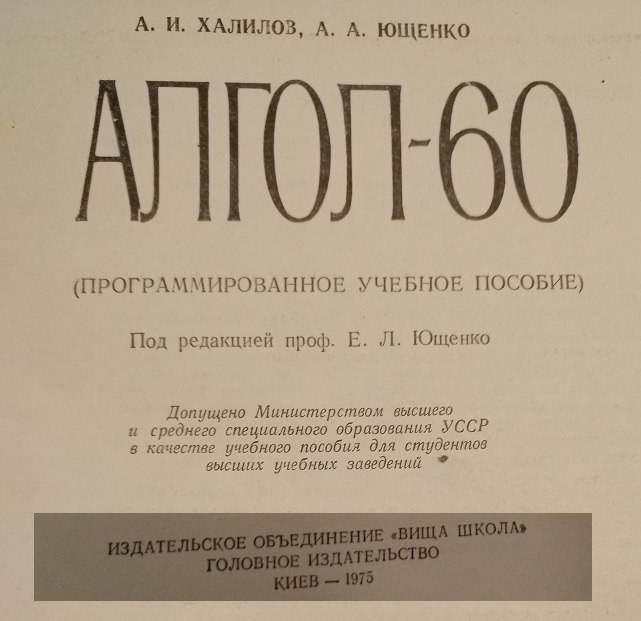 А. И. ХАЛИЛОВ, А. А. ЮЩЕНКО
АЛГОЛ-60
(ПРОГРАММИРОВАННОЕ УЧЕБНОЕ ПОСОБИЕ)
Под редакцией проф. Е. Л. Ющенко
Допущено Министерством высшего
и среднего специального образования УССР
в качестве учебного пособия для студентов
высших учебных заведений
ИЗДАТЕЛЬСКОЕ ОБЪЕДИНЕНИЕ «ВИЩА ШКОЛА»
ГОЛОВНОЕ ИЗДАТЕЛЬСТВО
КИЕВ — 1975